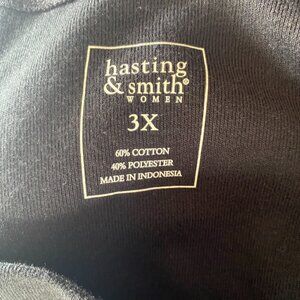 hasting
& smith®
WOMEN
3X
60% COTTON
40% POLYESTER
MADE IN INDONESIA